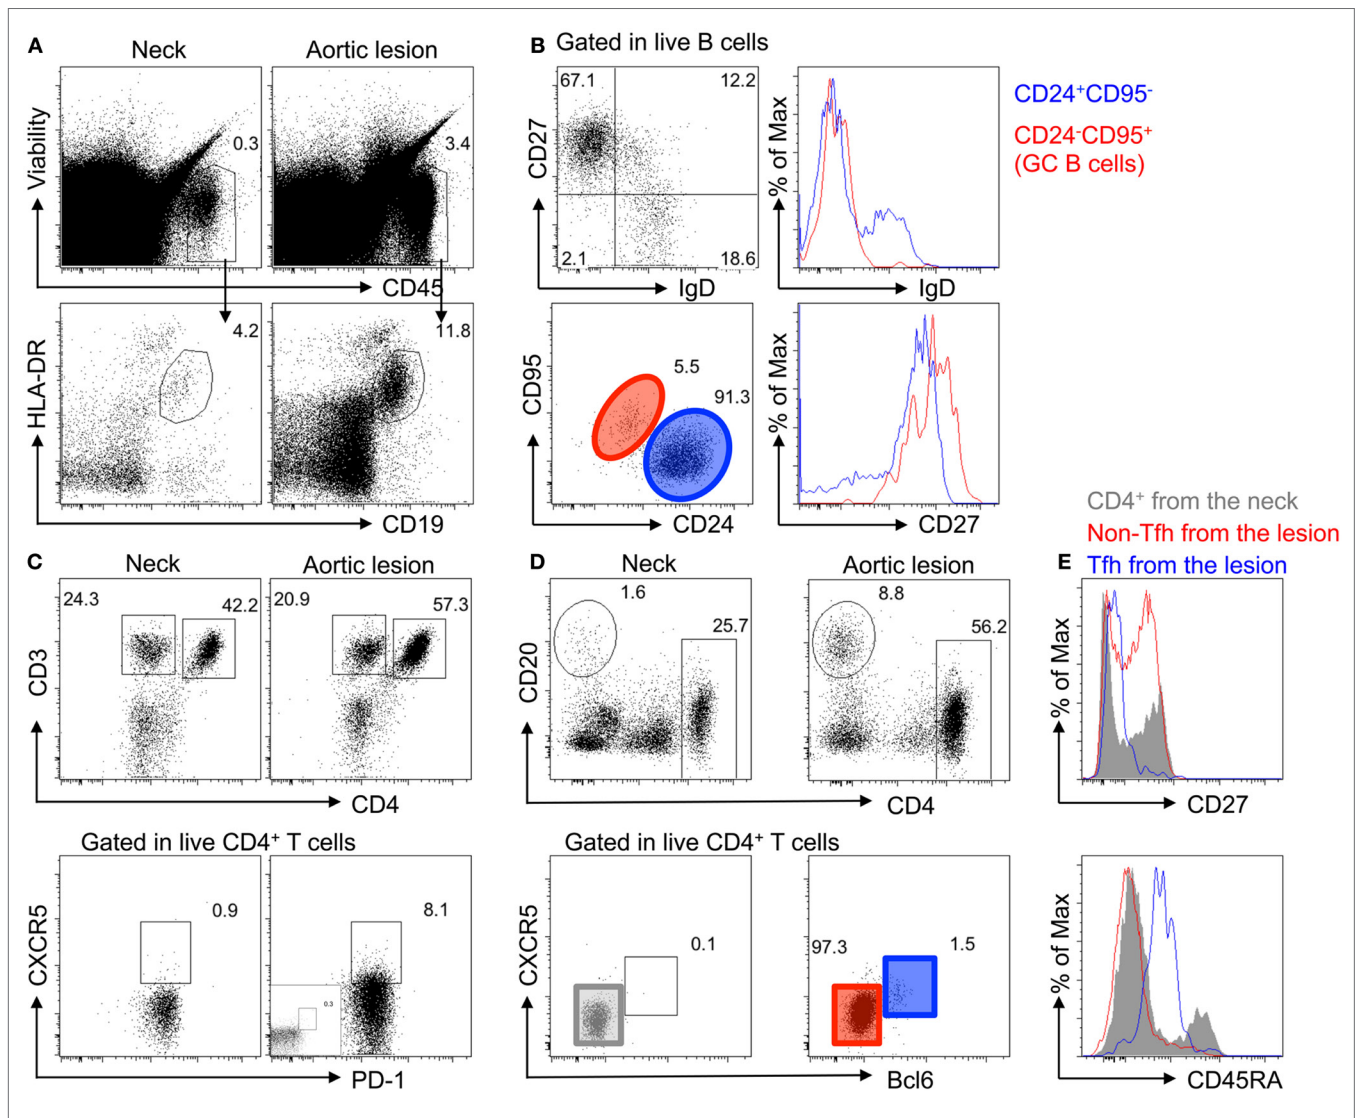 A
Neck
Aortic lesion
Viability
0.3
3.4
CD45
HLA-DR
4.2
11.8
CD19
B
Gated in live B cells
CD27
67.1
12.2
2.1
18.6
IgD
% of Max
IgD
CD24+CD95-
CD24-CD95+
(GC B cells)
CD95
5.5
91.3
CD24
% of Max
CD27
C
Neck
Aortic lesion
CD3
24.3
42.2
20.9
57.3
CD4
Gated in live CD4+ T cells
CXCR5
0.9
8.1
0.3
PD-1
D
Neck
Aortic lesion
CD20
1.6
25.7
8.8
56.2
CD4
Gated in live CD4+ T cells
CXCR5
0.1
97.3
1.5
Bcl6
CD4+ from the neck
Non-Tfh from the lesion
E
Tfh from the lesion
% of Max
CD27
% of Max
CD45RA